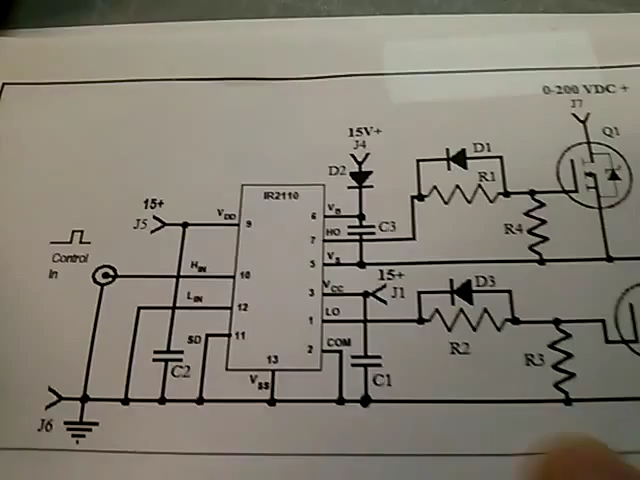 0-200 VDC +
J7
Q1
15V+
J4
D2
D1
R1
R4
15+
J5
IR2110
VDD
9
6
VB
C3
HO
7
5
VS
Control
In
HIN
10
3
VCC
15+
J1
D3
LIN
12
1
LO
SD
11
2
COM
R2
R3
13
VSS
C2
C1
J6